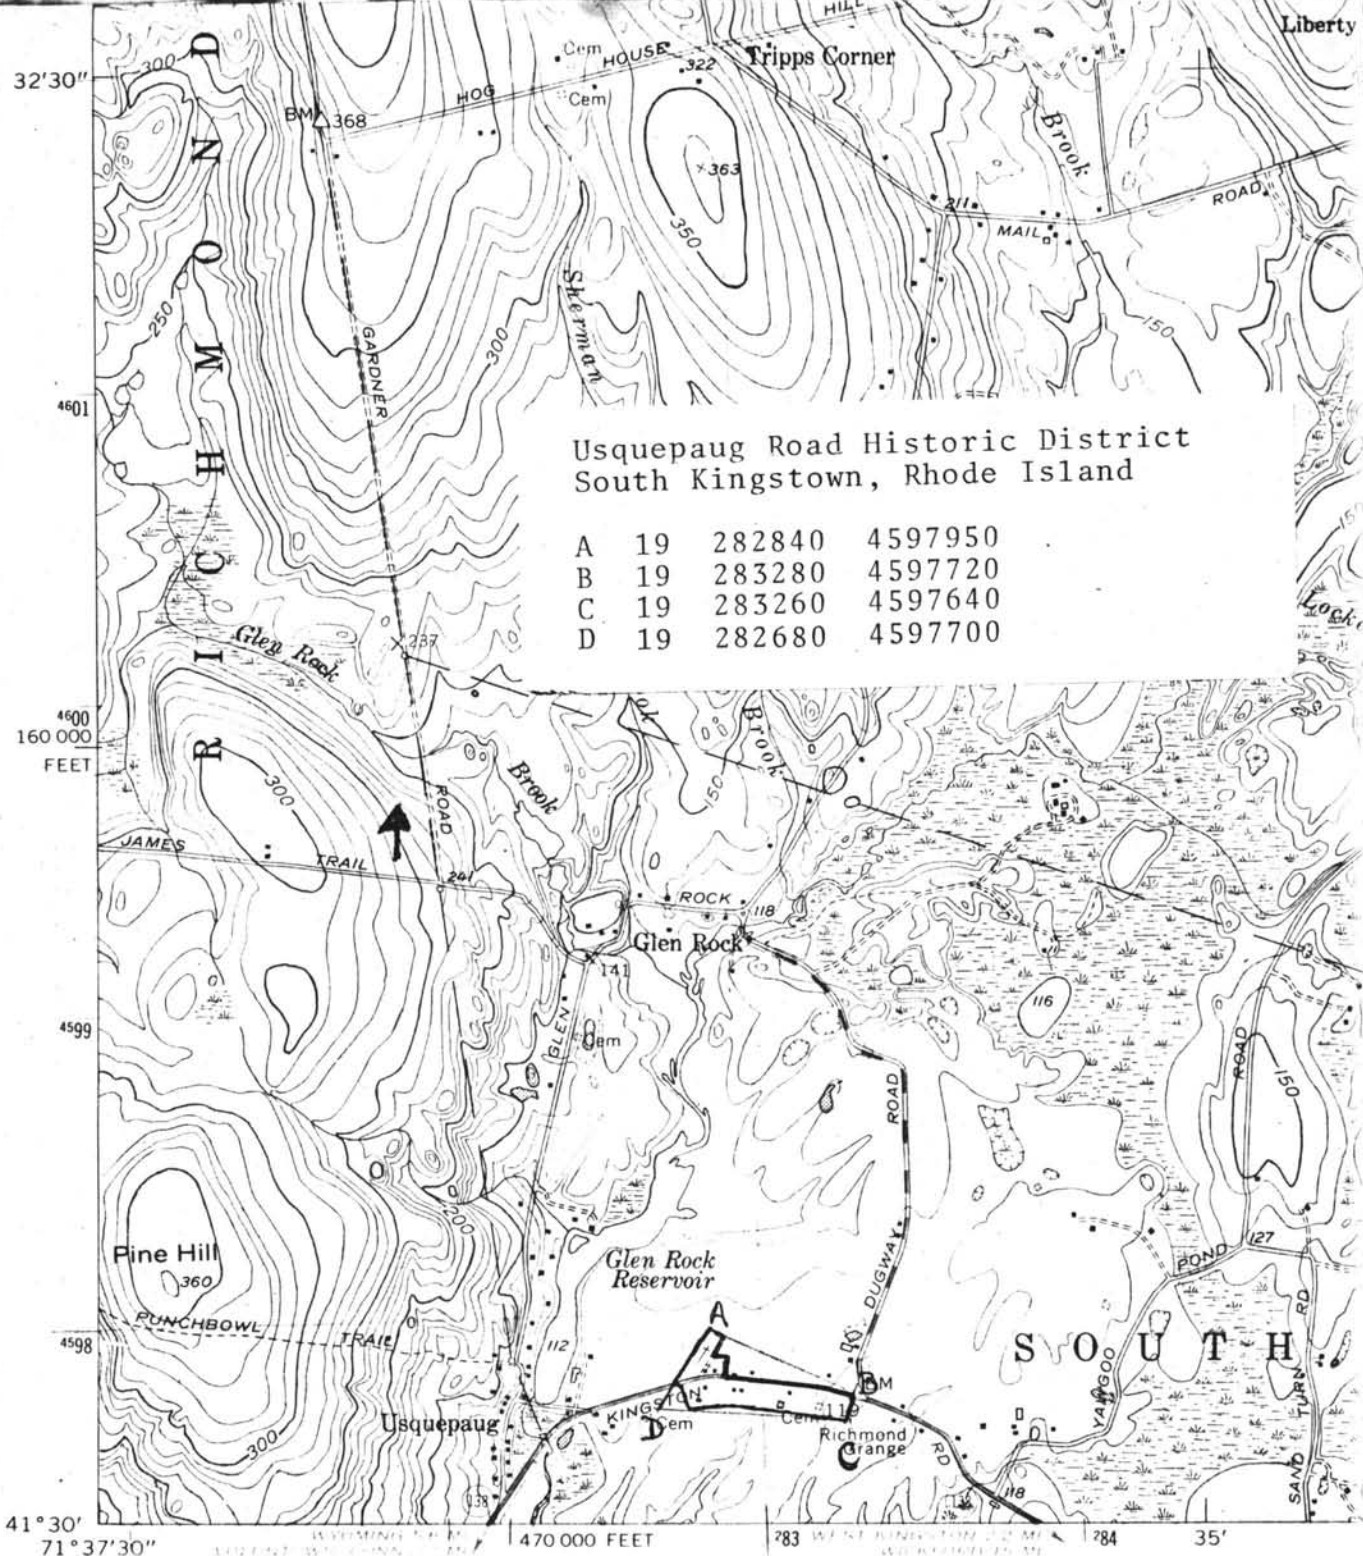 Liberty
HILL
Cem
HOUSE
322
Tripps Corner
32'30"
300
HOG
Cem
BM 368
363
Brook
211
ROAD
MAIL
350
250
Sherman
150
GARDNER
300
4601
RICHMOND
Usquepaug Road Historic District
South Kingstown, Rhode Island
A 19 282840 4597950
B 19 283280 4597720
C 19 283260 4597640
D 19 282680 4597700
237
Glen Rock
4600
160 000
FEET
Brook
150
Brook
300
ROAD
JAMES
TRAIL
241
ROCK
118
Glen Rock
141
116
4599
GLEN
Cem
ROAD
ROAD
150
200
Pine Hill
360
Glen Rock
Reservoir
DUGWAY
POND
127
RD
PUNCHBOWL
TRAIL
4598
112
A
SOUTH
B
BM
YAWGOO
SAND TURN
KINGSTON
Usquepaug
D
Cem
Cem
119
Richmond
Grange
C
RD
300
138
118
41°30'
71°37'30"
470 000 FEET
283
284
35'